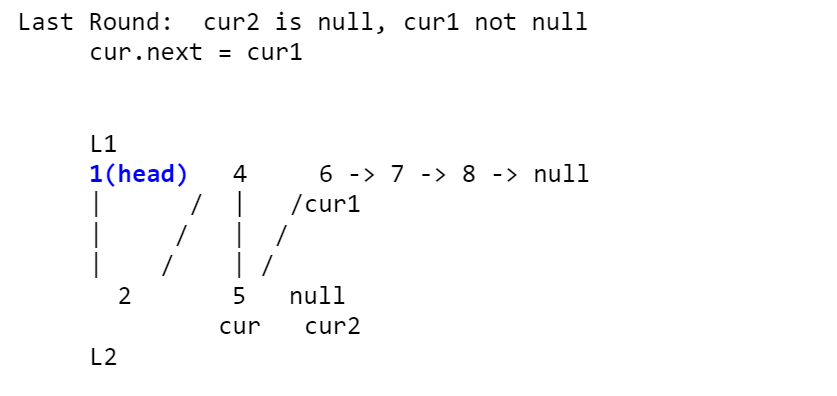 Last Round:  cur2 is null, cur1 not null
     cur.next = cur1
     L1
     1(head)   4     6 -> 7 -> 8 -> null
     |      /  |   /cur1
     |     /   |  /
     |    /    | /
       2       5   null
              cur   cur2
     L2